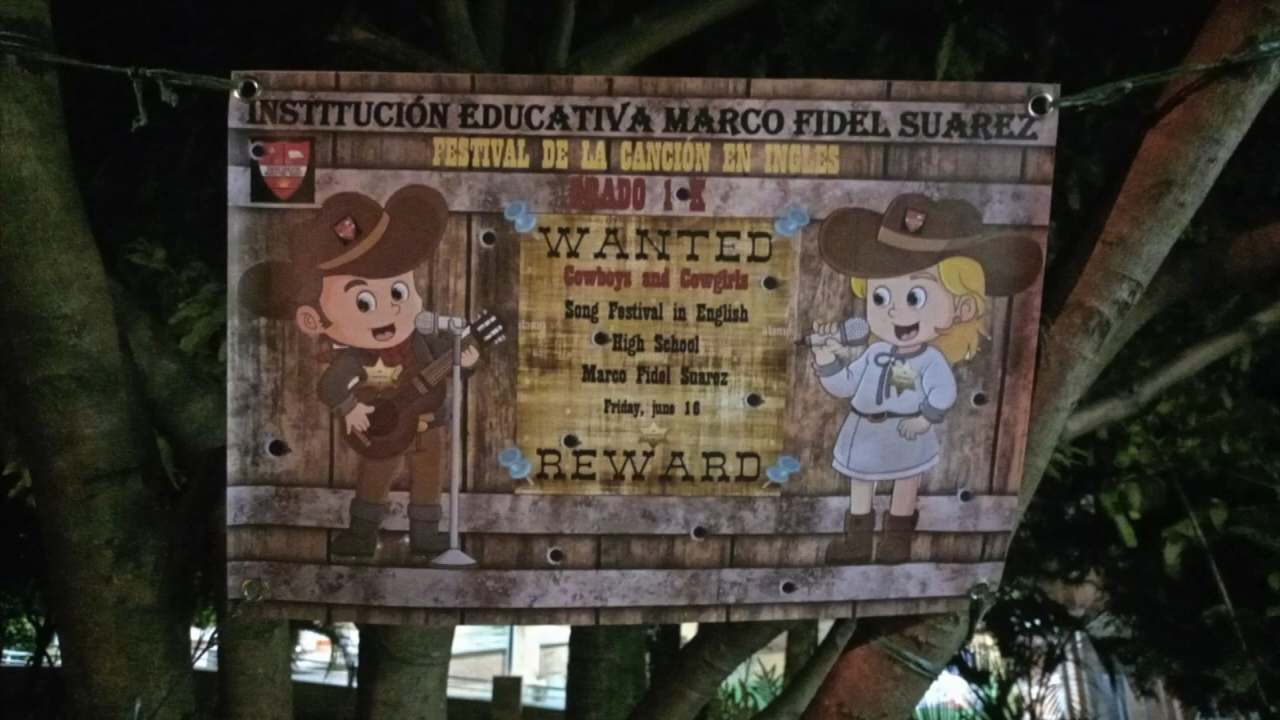 INSTITUCIÓN EDUCATIVA MARCO FIDEL SUAREZ
FESTIVAL DE LA CANCIÓN EN INGLES
GRADO 1 K
WANTED
Cowboys and Cowgirls
Song Festival in English
High School
Marco Fidel Suarez
Friday, june 16
REWARD